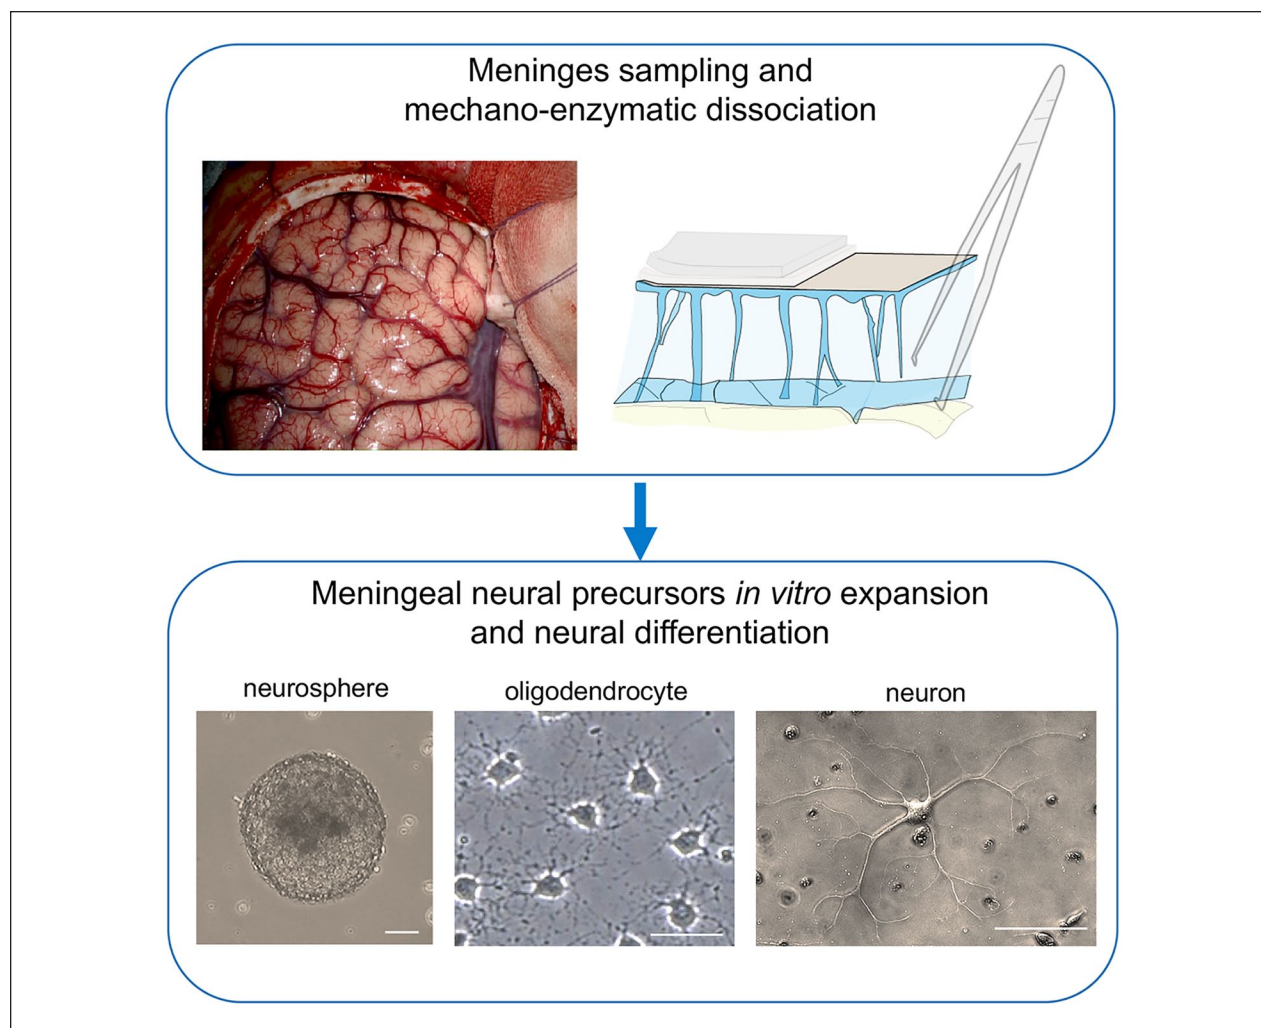 Meninges sampling and
mechano-enzymatic dissociation
Meningeal neural precursors in vitro expansion
and neural differentiation
neurosphere
oligodendrocyte
neuron